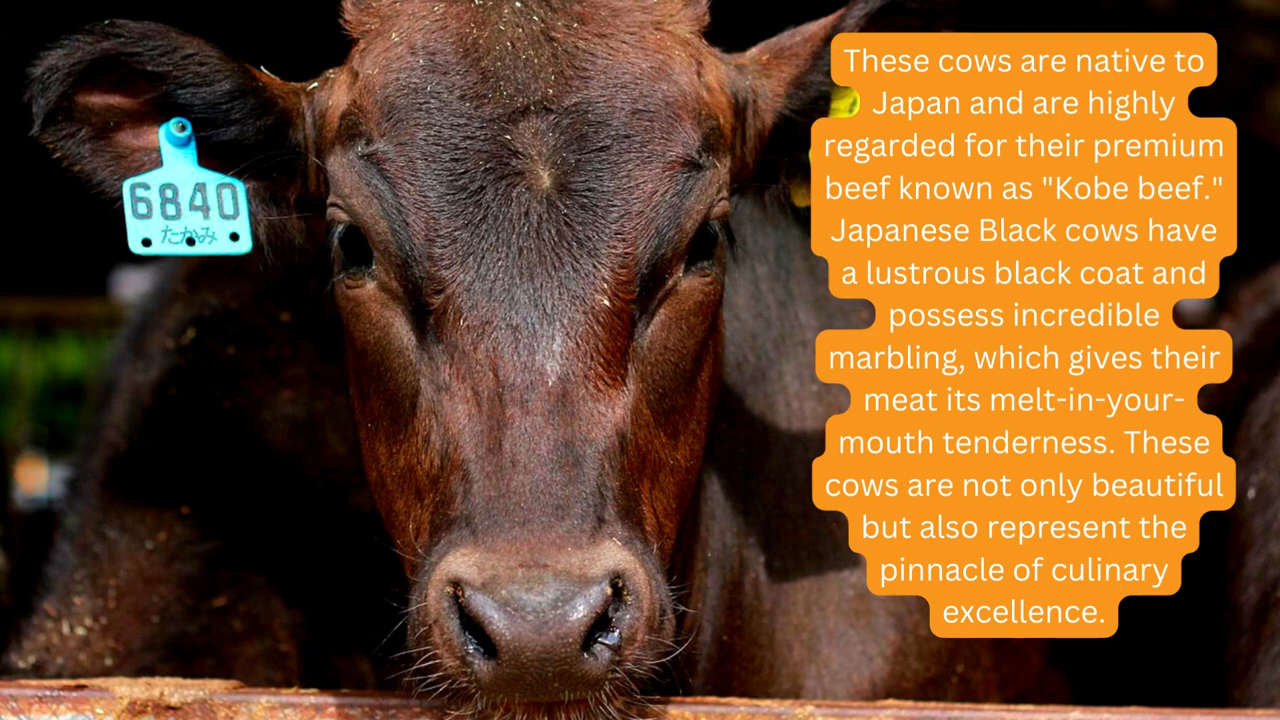 6840
たかみ
These cows are native to
Japan and are highly
regarded for their premium
beef known as "Kobe beef."
Japanese Black cows have
a lustrous black coat and
possess incredible
marbling, which gives their
meat its melt-in-your-
mouth tenderness. These
cows are not only beautiful
but also represent the
pinnacle of culinary
excellence.